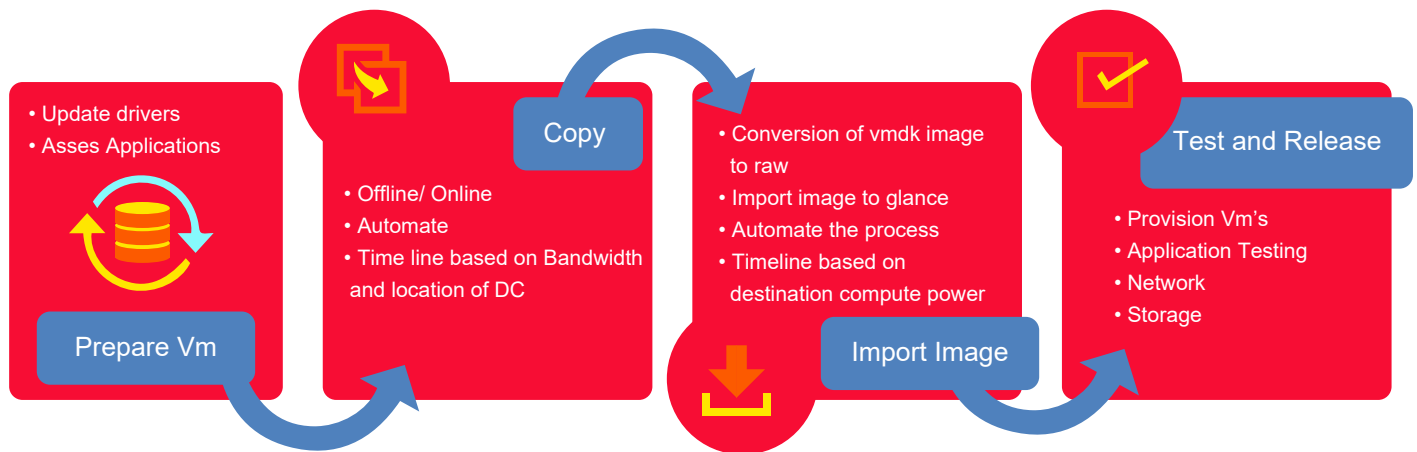 • Update drivers
• Asses Applications
Prepare Vm
Copy
• Offline/ Online
• Automate
• Time line based on Bandwidth
and location of DC
• Conversion of vmdk image
to raw
• Import image to glance
• Automate the process
• Timeline based on
destination compute power
Import Image
Test and Release
• Provision Vm's
• Application Testing
• Network
• Storage